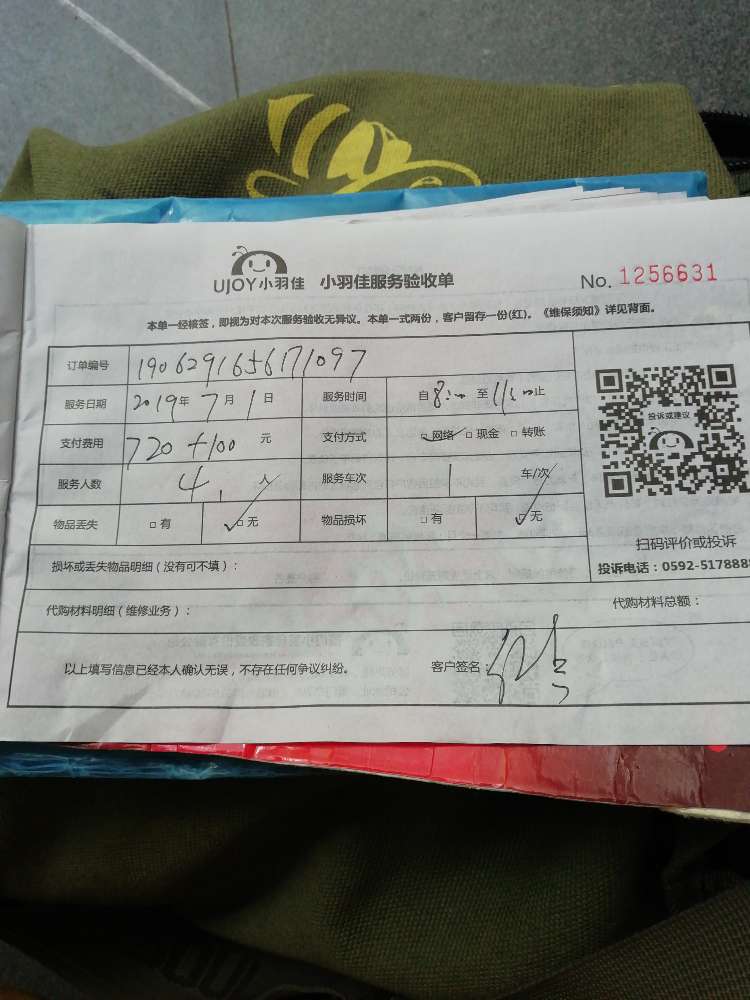 UJOY小羽佳 小羽佳服务验收单 No. 1256631
本单一经核签，即视为对本次服务验收无异议。本单一式两份，客户留存一份(红)。《维保须知》详见背面。
订单编号 190629165617 1097
服务日期 2019年 7月 1日 服务时间 自 8:00 至 11:00 止
支付费用 720+100 元 支付方式 ☑网络 □现金 □转账
服务人数 4 人 服务车次 1 车/次
物品丢失 □有 ☑无 物品损坏 □有 ☑无
损坏或丢失物品明细（没有可不填）：
代购材料明细（维修业务）： 代购材料总额：
以上填写信息已经本人确认无误，不存在任何争议纠纷。 客户签名：
投诉或建议
UJOY
扫码评价或投诉
投诉电话：0592-517888